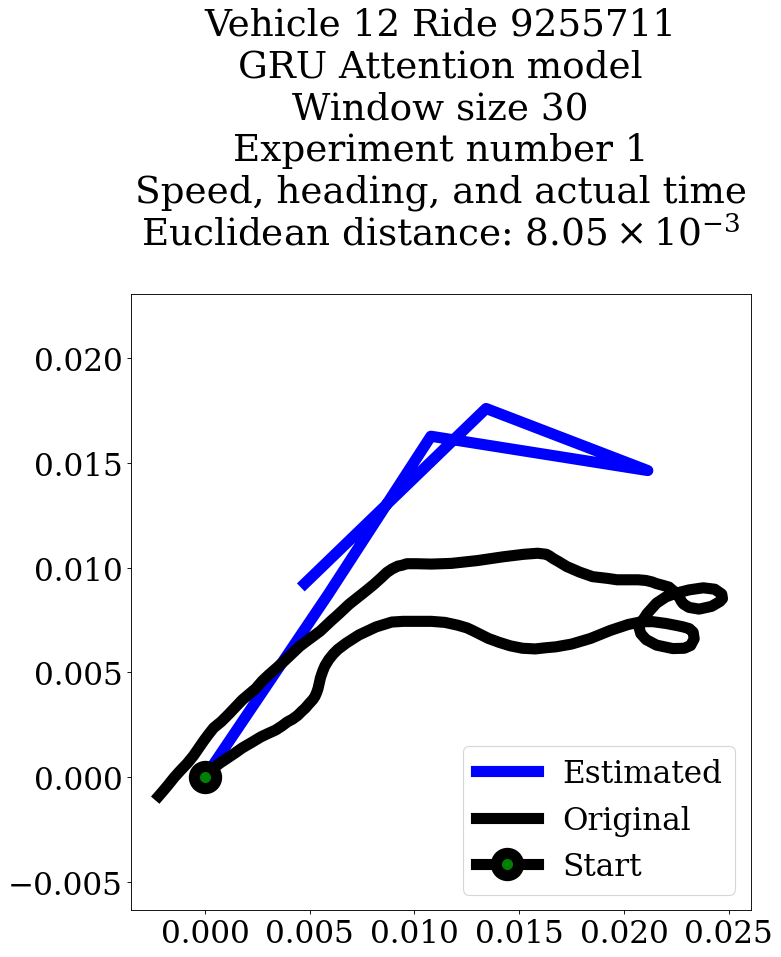 Vehicle 12 Ride 9255711
GRU Attention model
Window size 30
Experiment number 1
Speed, heading, and actual time
Euclidean distance: 8.05 × 10⁻³
0.020
0.015
0.010
0.005
0.000
−0.005
0.000 0.005 0.010 0.015 0.020 0.025
Estimated
Original
Start